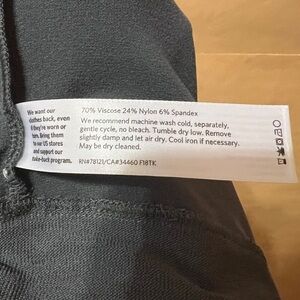 We want our
clothes back, even
if they're worn or
torn. Bring them
to our US stores
and support our
take-back program.
70% Viscose 24% Nylon 6% Spandex
We recommend machine wash cold, separately,
gentle cycle, no bleach. Tumble dry low. Remove
slightly damp and let air dry. Cool iron if necessary.
May be dry cleaned.
RN#78121/CA#34460 F18TK